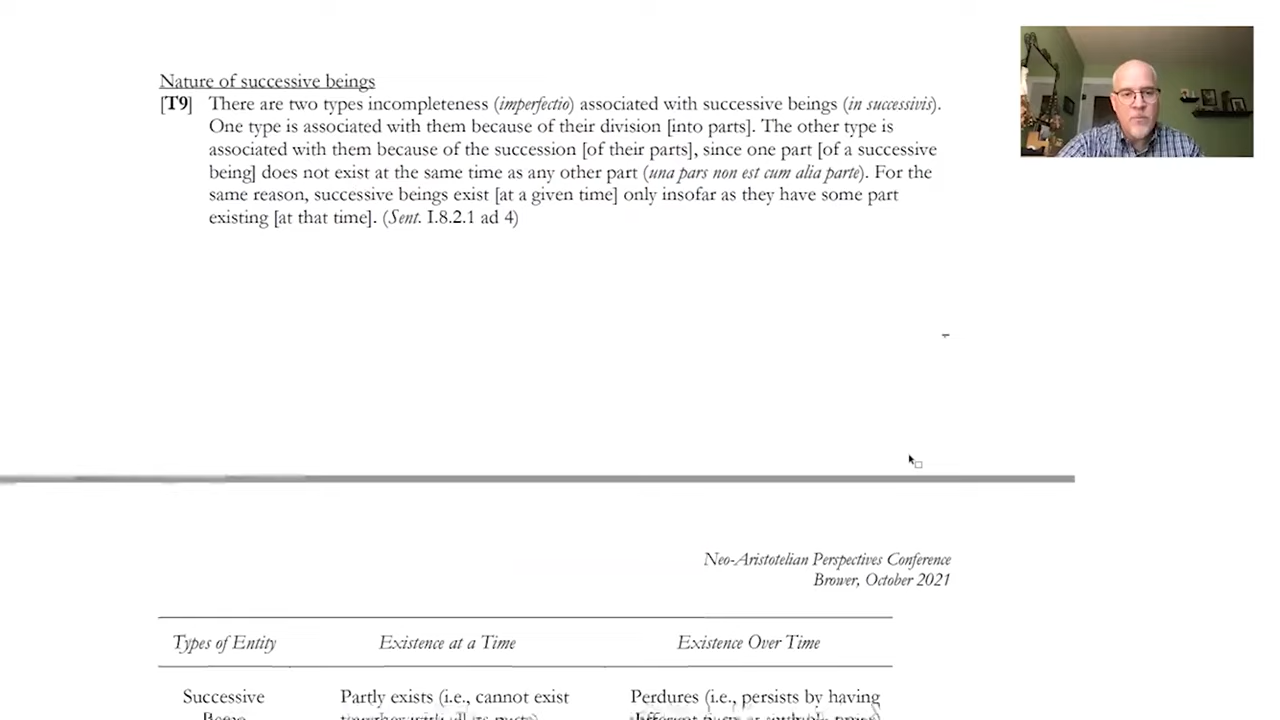 Nature of successive beings
[T9] There are two types incompleteness (imperfectio) associated with successive beings (in successivis).
One type is associated with them because of their division [into parts]. The other type is
associated with them because of the succession [of their parts], since one part [of a successive
being] does not exist at the same time as any other part (una pars non est cum alia parte). For the
same reason, successive beings exist [at a given time] only insofar as they have some part
existing [at that time]. (Sent. I.8.2.1 ad 4)
Neo-Aristotelian Perspectives Conference
Brower, October 2021
Types of Entity Existence at a Time Existence Over Time
Successive Partly exists (i.e., cannot exist Perdures (i.e., persists by having